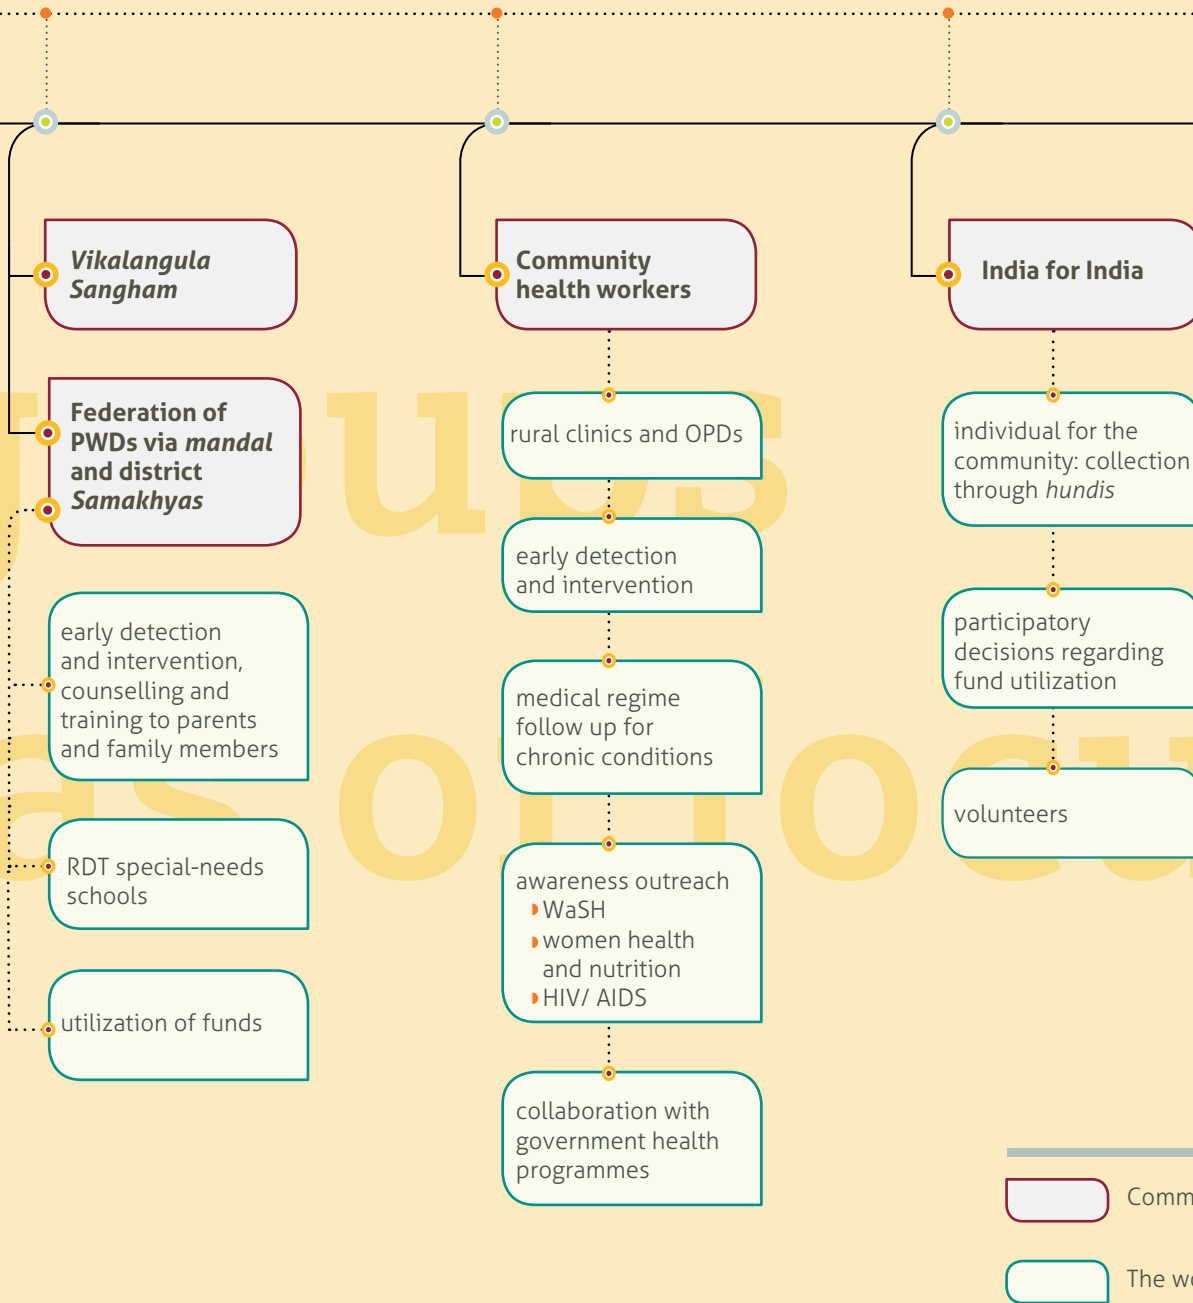 Vikalangula
Sangham
Federation of
PWDs via mandal
and district
Samakhyas
early detection
and intervention,
counselling and
training to parents
and family members
RDT special-needs
schools
utilization of funds
Community
health workers
rural clinics and OPDs
early detection
and intervention
medical regime
follow up for
chronic conditions
awareness outreach
WaSH
women health
and nutrition
HIV/ AIDS
collaboration with
government health
programmes
India for India
individual for the
community: collection
through hundis
participatory
decisions regarding
fund utilization
volunteers
The